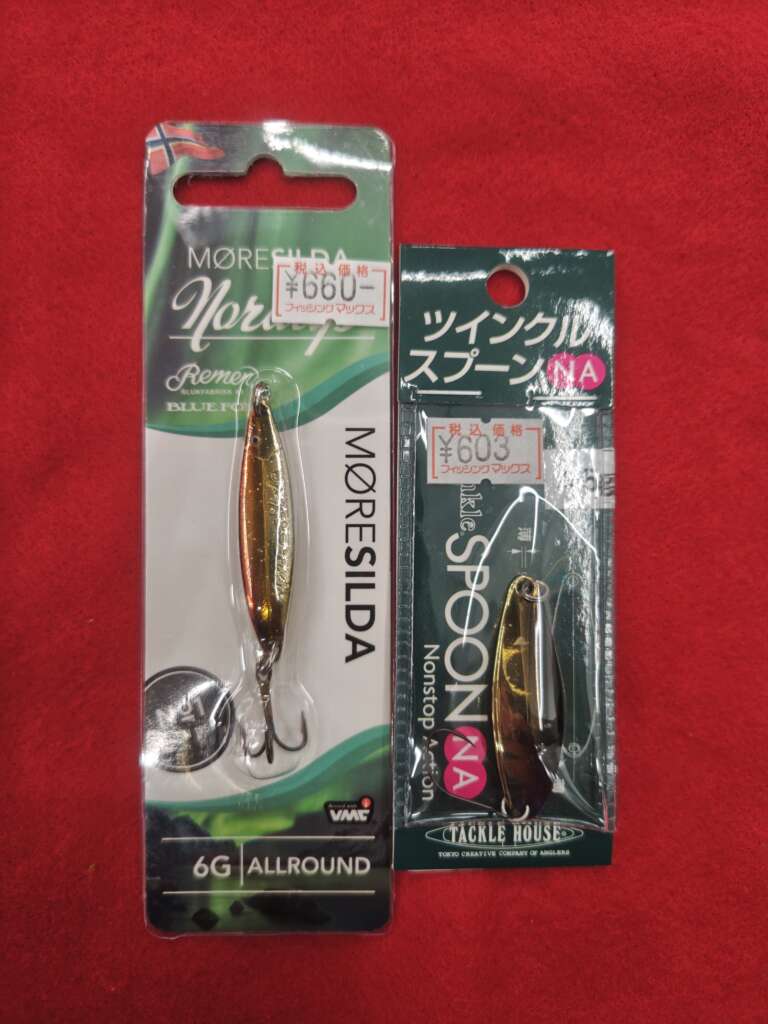 MØRESILDA
税込価格
¥660-
フィッシングマックス
BLUE FOX
MØRESILDA
VMC
6G ALLROUND
ツインクル
スプーン NA
税込価格
¥603
フィッシングマックス
薄
SPOON NA
Nonstop Action
TACKLE HOUSE
TOKYO CREATIVE COMPANY OF ANGLERS